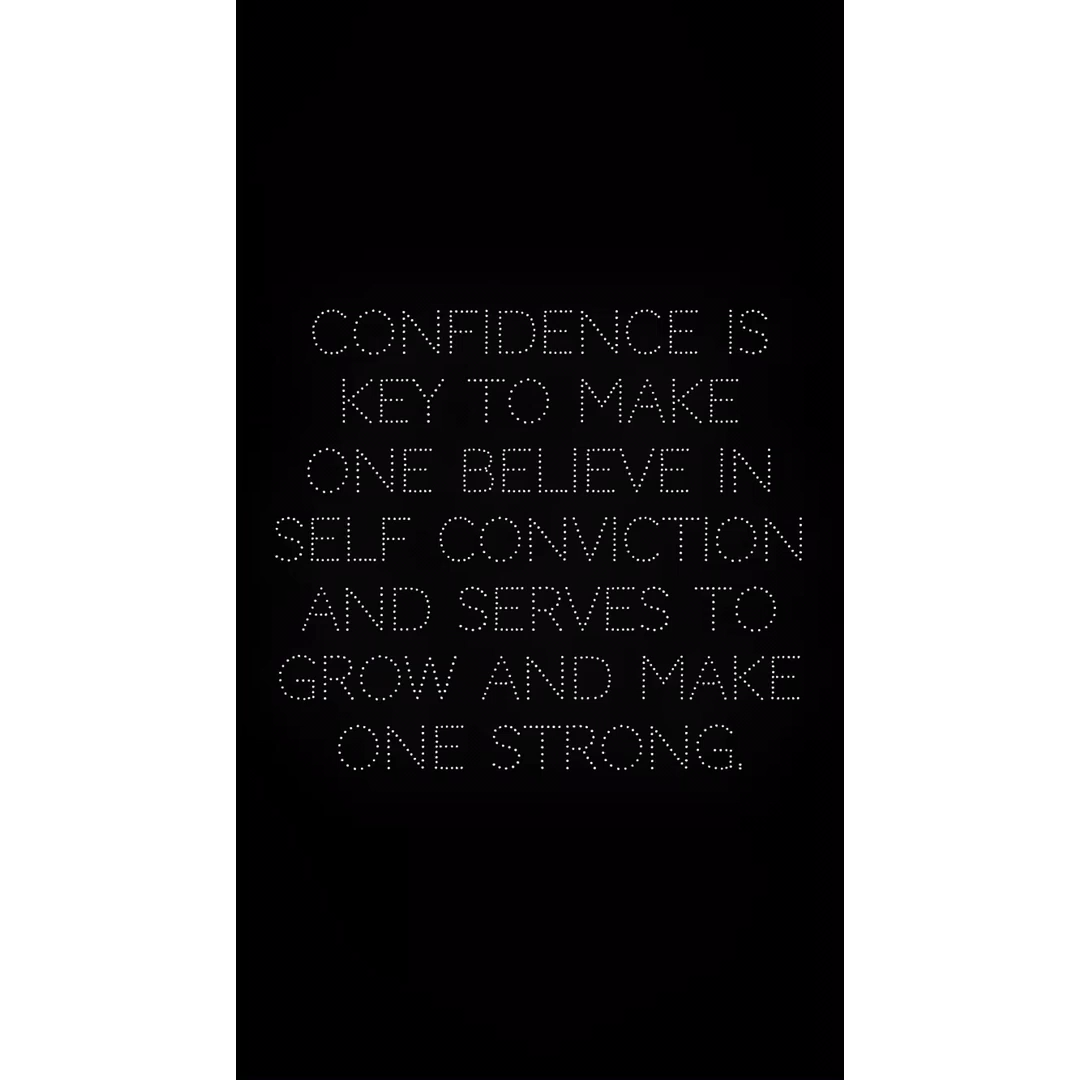 CONFIDENCE IS
KEY TO MAKE
ONE BELIEVE IN
SELF CONVICTION
AND SERVES TO
GROW AND MAKE
ONE STRONG.